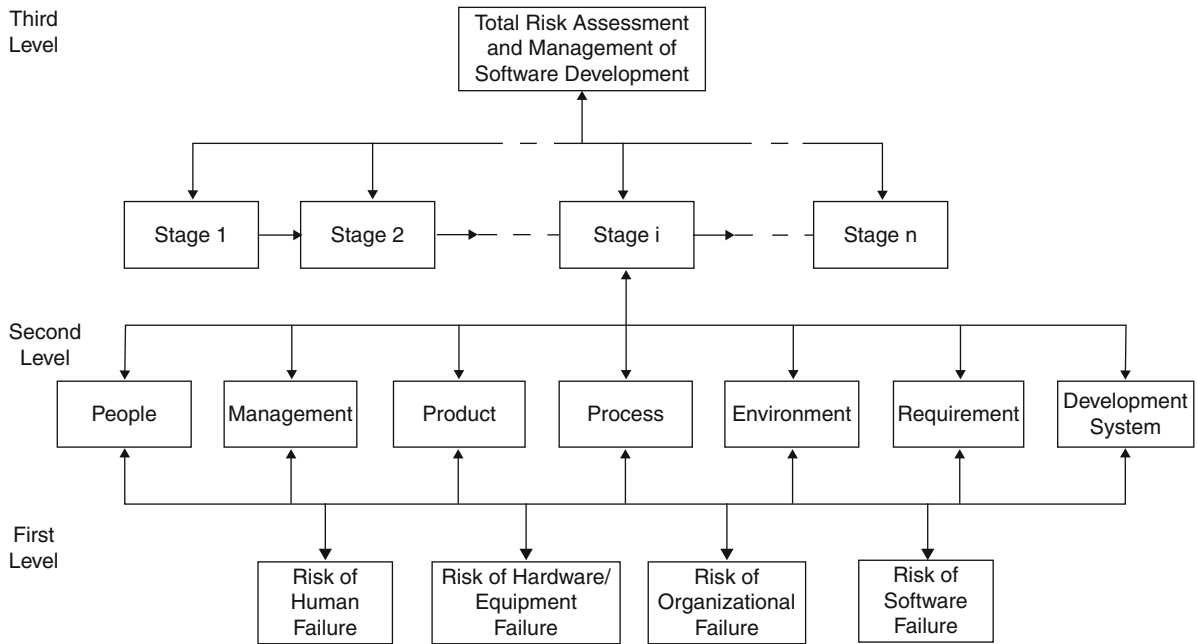 Third
Level
Total Risk Assessment
and Management of
Software Development
Stage 1
Stage 2
Stage i
Stage n
Second
Level
People
Management
Product
Process
Environment
Requirement
Development
System
First
Level
Risk of
Human
Failure
Risk of Hardware/
Equipment
Failure
Risk of
Organizational
Failure
Risk of
Software
Failure